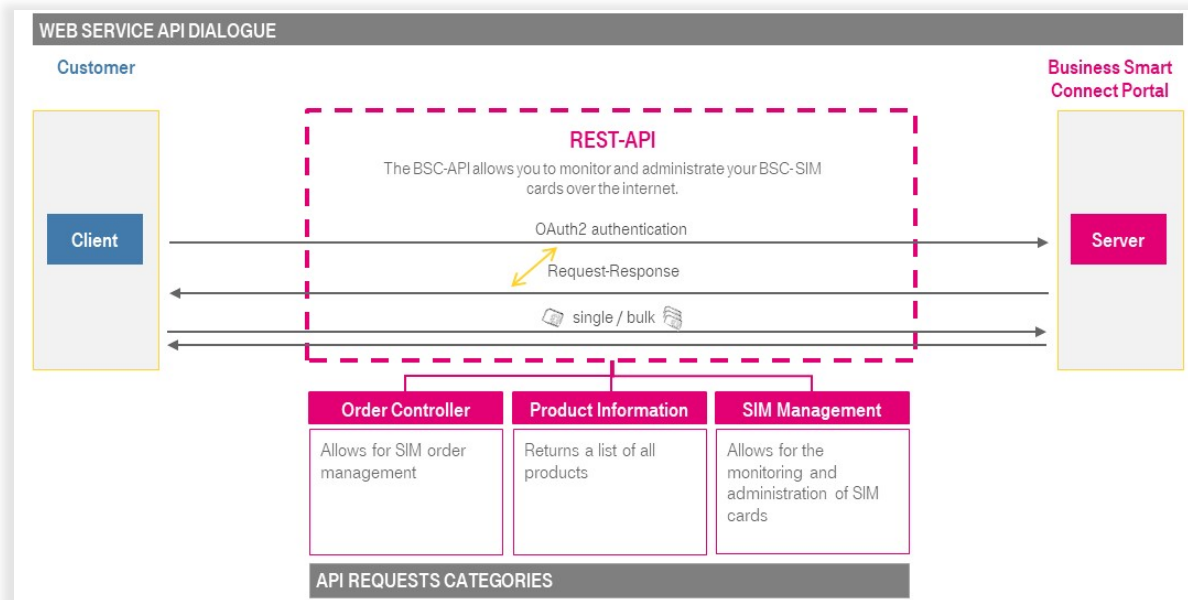 WEB SERVICE API DIALOGUE
Customer
Business Smart
Connect Portal
REST-API
The BSC-API allows you to monitor and administrate your BSC-SIM
cards over the internet.
OAuth2 authentication
Client
Server
Request-Response
single / bulk
Order Controller
Product Information
SIM Management
Allows for SIM order
management
Returns a list of all
products
Allows for the
monitoring and
administration of SIM
cards
API REQUESTS CATEGORIES